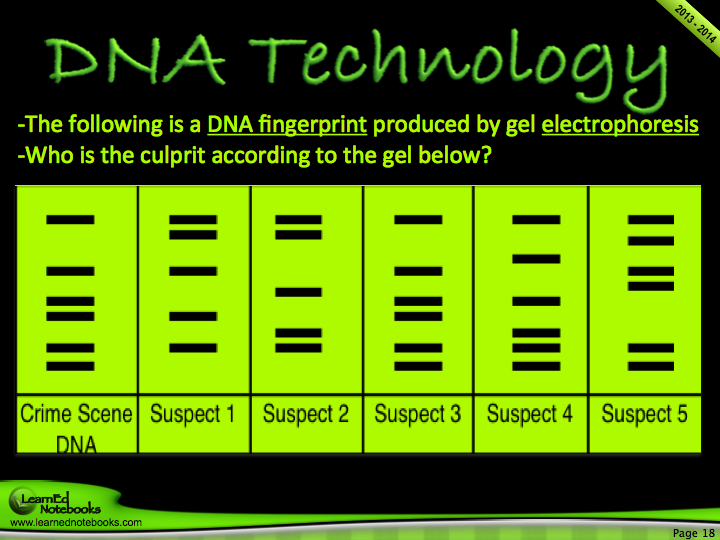 2013 - 2014
DNA Technology
-The following is a DNA fingerprint produced by gel electrophoresis
-Who is the culprit according to the gel below?
Crime Scene DNA
Suspect 1
Suspect 2
Suspect 3
Suspect 4
Suspect 5
LearnEd
Notebooks
www.learnednotebooks.com
Page 18